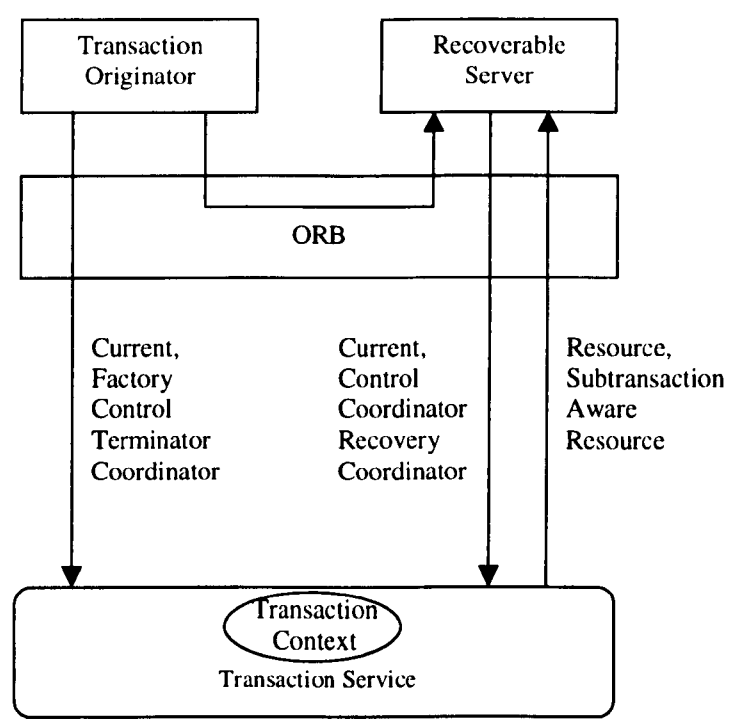 Transaction
Originator
Recoverable
Server
ORB
Current,
Factory
Control
Terminator
Coordinator
Current,
Control
Coordinator
Recovery
Coordinator
Resource,
Subtransaction
Aware
Resource
Transaction
Context
Transaction Service